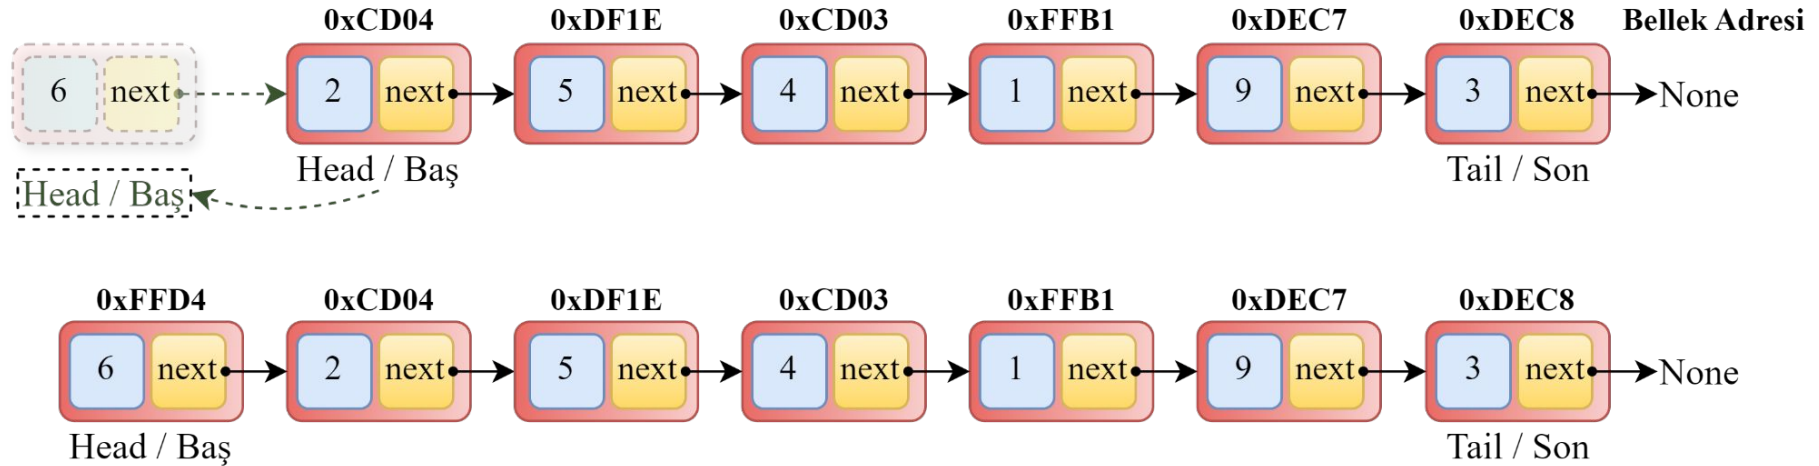 0xCD04 0xDF1E 0xCD03 0xFFB1 0xDEC7 0xDEC8 Bellek Adresi
6 next 2 next 5 next 4 next 1 next 9 next 3 next None
Head / Baş Tail / Son
Head / Baş
0xFFD4 0xCD04 0xDF1E 0xCD03 0xFFB1 0xDEC7 0xDEC8
6 next 2 next 5 next 4 next 1 next 9 next 3 next None
Head / Baş Tail / Son